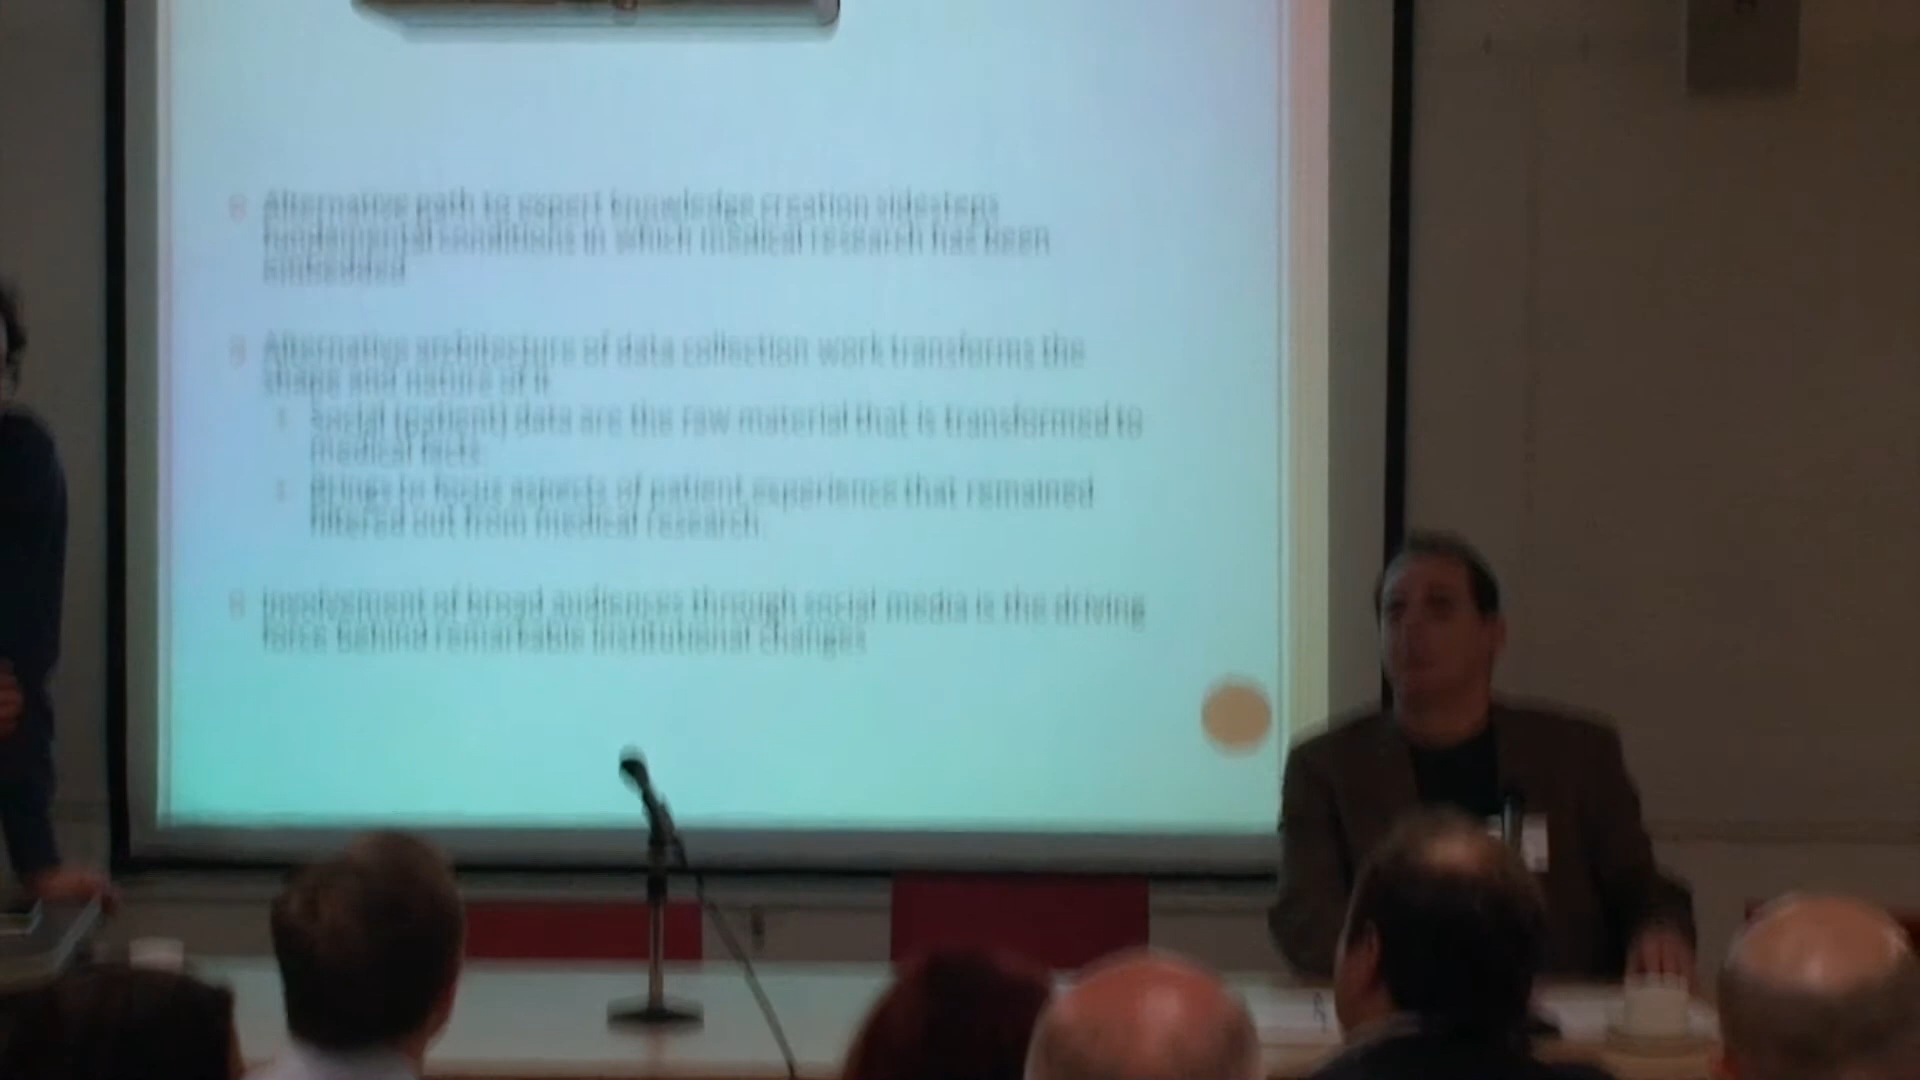 Alternative path to expert knowledge creation sidesteps
fundamental conditions in which medical research has been
embedded
Alternative architecture of data collection work transforms the
shape and nature of it
Social (patient) data are the raw material that is transformed to
medical facts
Brings to focus aspects of patient experience that remained
filtered out from medical research.
Involvement of broad audiences through social media is the driving
force behind remarkable institutional changes